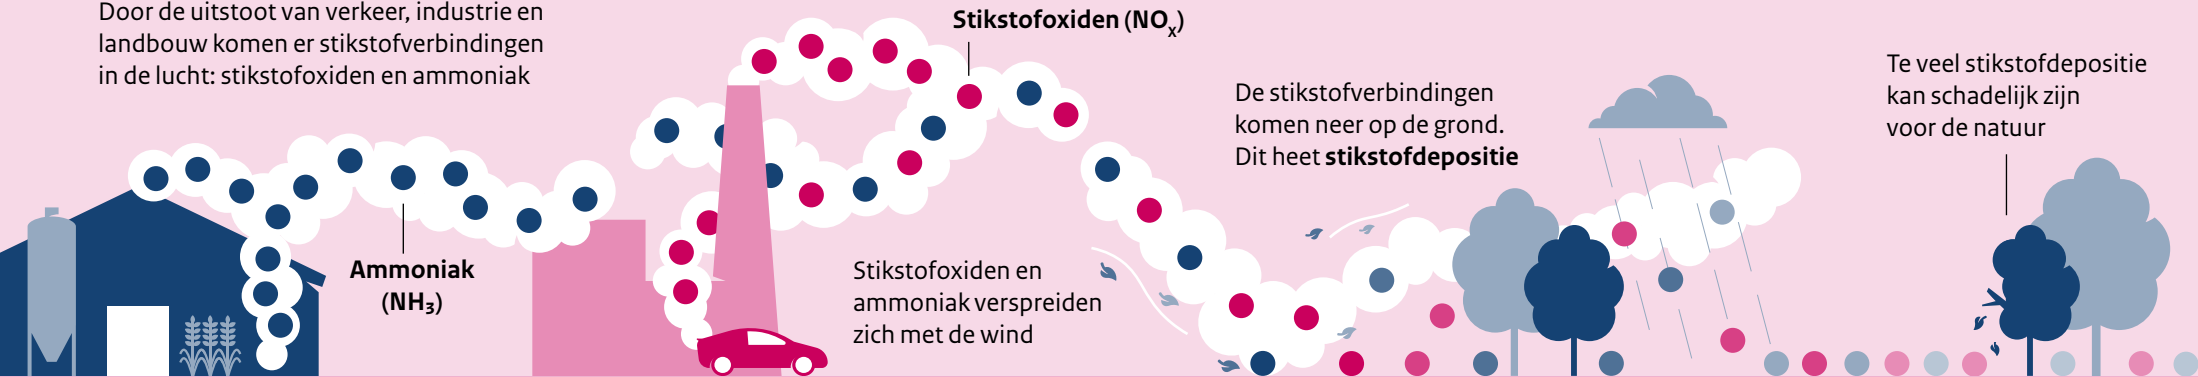 Door de uitstoot van verkeer, industrie en
landbouw komen er stikstofverbindingen
in de lucht: stikstofoxiden en ammoniak
Ammoniak
(NH₃)
Stikstofoxiden (NOₓ)
Stikstofoxiden en
ammoniak verspreiden
zich met de wind
De stikstofverbindingen
komen neer op de grond.
Dit heet stikstofdepositie
Te veel stikstofdepositie
kan schadelijk zijn
voor de natuur